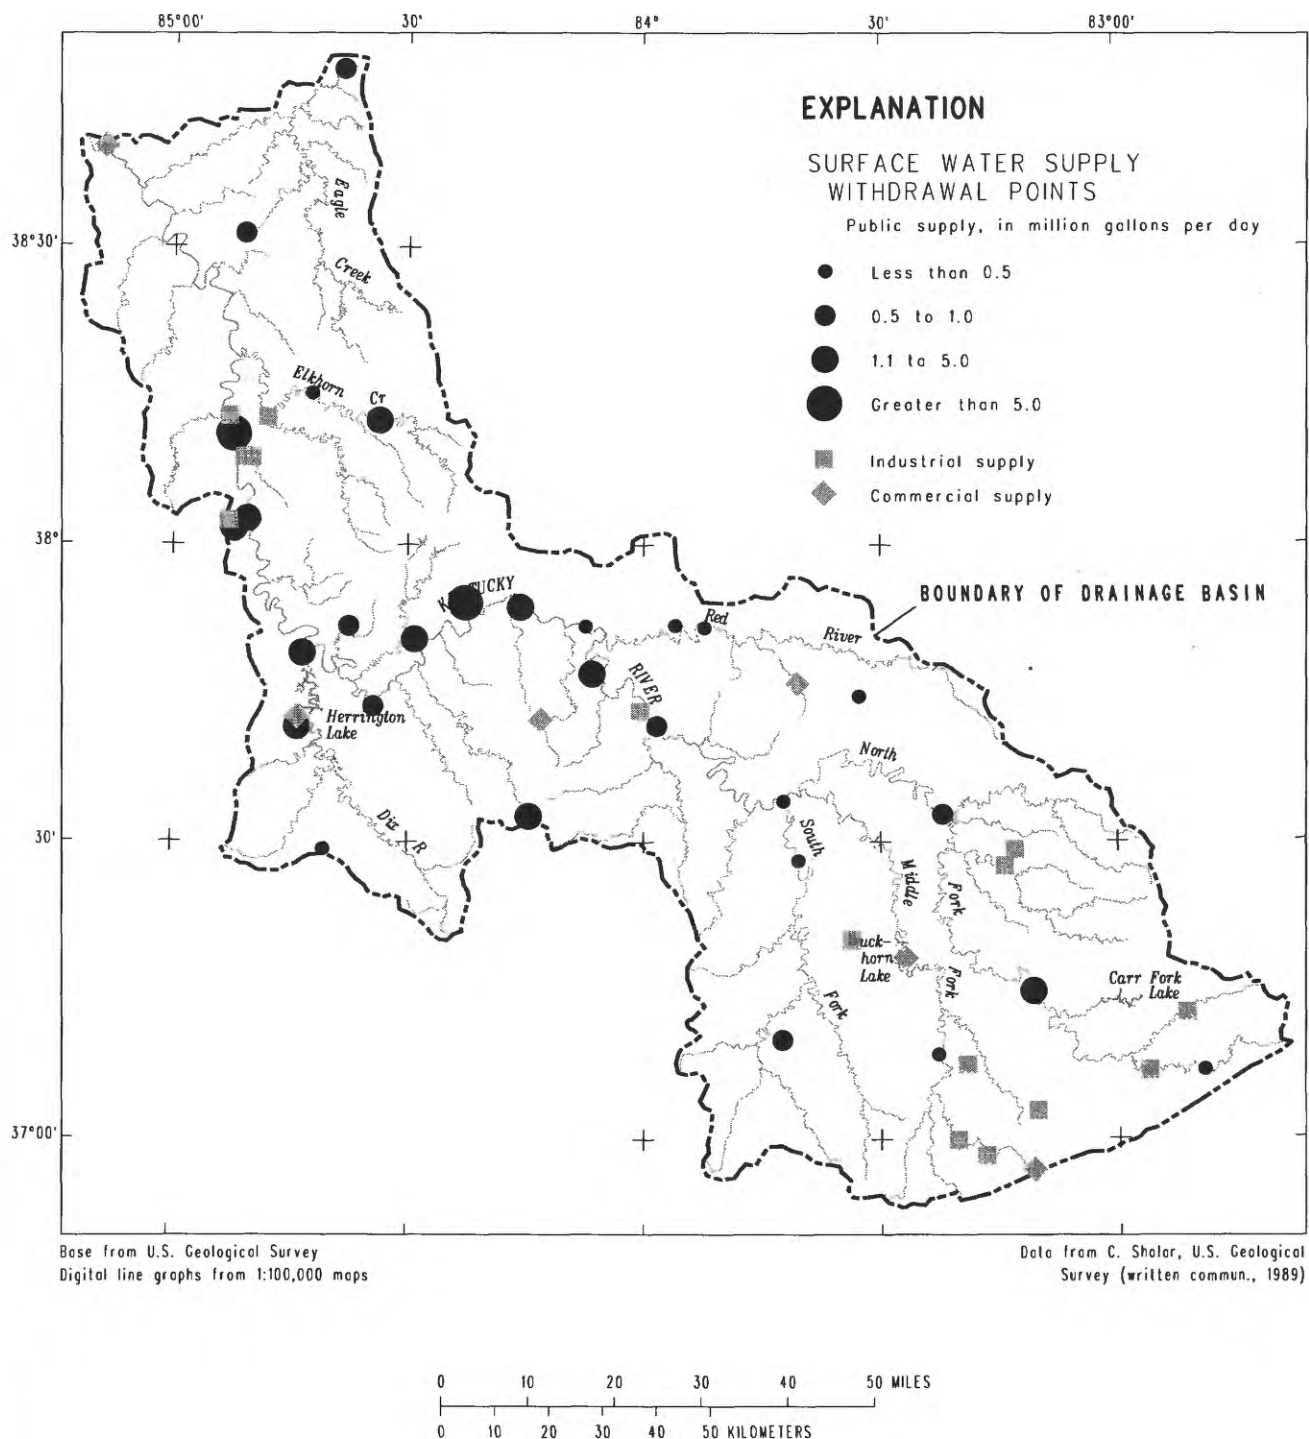 85°00' 30' 84° 30' 83°00'
EXPLANATION
SURFACE WATER SUPPLY
WITHDRAWAL POINTS
Public supply, in million gallons per day
Less than 0.5
0.5 to 1.0
1.1 to 5.0
Greater than 5.0
Industrial supply
Commercial supply
BOUNDARY OF DRAINAGE BASIN
38°30'
38°
30'
37°00'
Eagle
Creek
Elkhorn
Cr
K TUCKY
RIVER
Red
River
Herrington
Lake
Dix R
North
Fork
South
Fork
Middle
Fork
uck-
horn
Lake
Carr Fork
Lake
Base from U.S. Geological Survey
Digital line graphs from 1:100,000 maps
Data from C. Sholar, U.S. Geological
Survey (written commun., 1989)
0 10 20 30 40 50 MILES
0 10 20 30 40 50 KILOMETERS